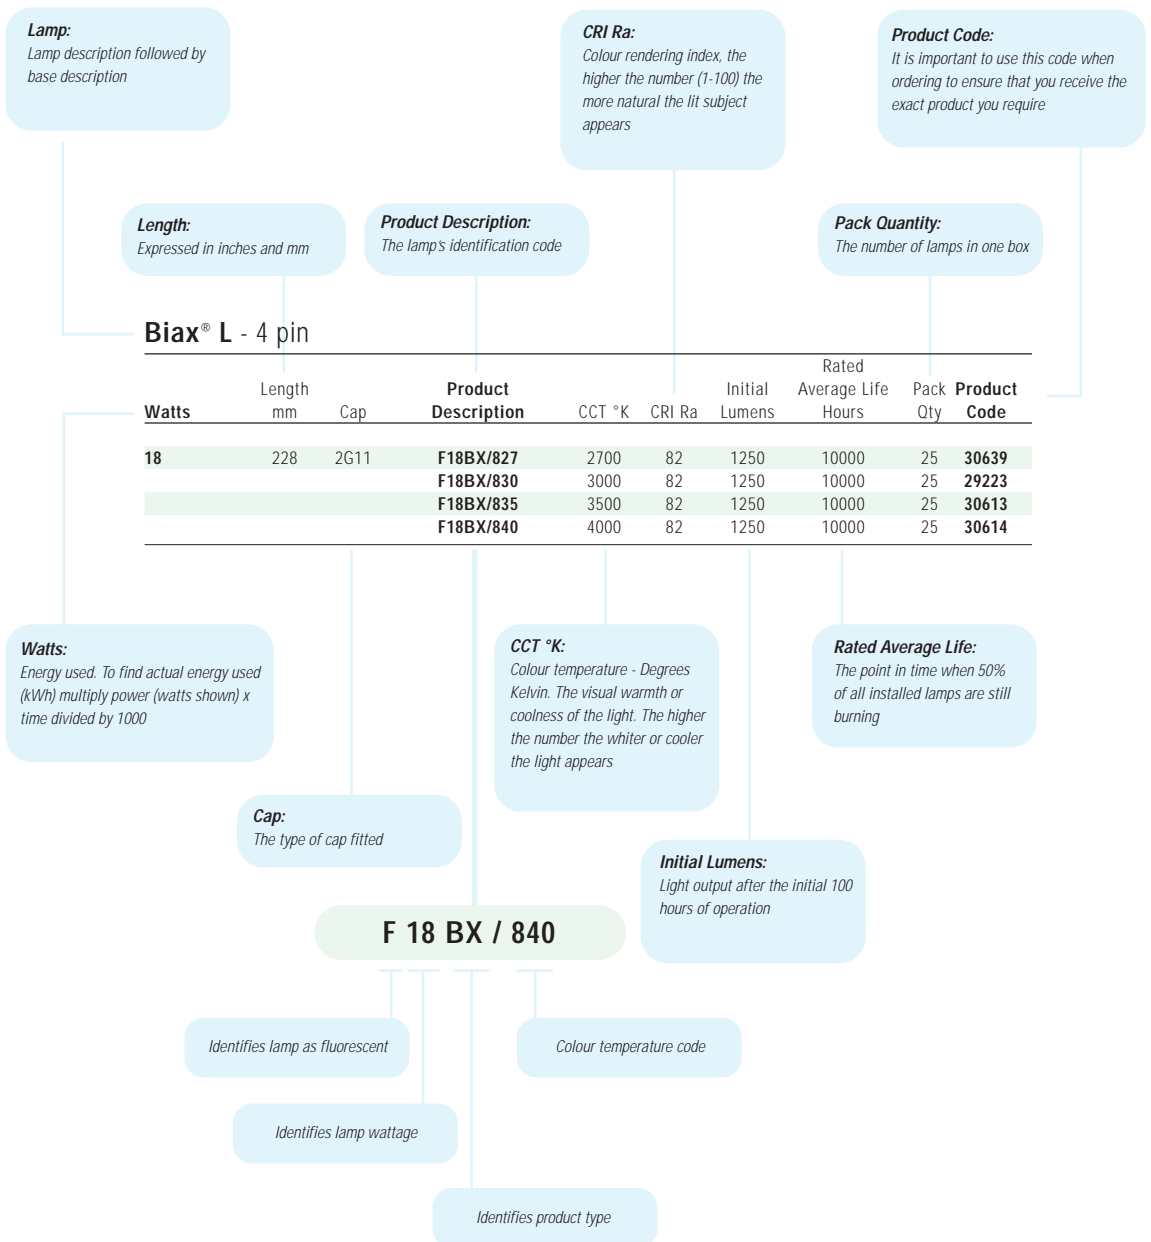 Lamp:
Lamp description followed by
base description
CRI Ra:
Colour rendering index, the
higher the number (1-100) the
more natural the lit subject
appears
Product Code:
It is important to use this code when
ordering to ensure that you receive the
exact product you require
Length:
Expressed in inches and mm
Product Description:
The lamp's identification code
Pack Quantity:
The number of lamps in one box
Biax® L - 4 pin
Rated
Length Product Initial Average Life Pack Product
Watts mm Cap Description CCT °K CRI Ra Lumens Hours Qty Code
18 228 2G11 F18BX/827 2700 82 1250 10000 25 30639
F18BX/830 3000 82 1250 10000 25 29223
F18BX/835 3500 82 1250 10000 25 30613
F18BX/840 4000 82 1250 10000 25 30614
Watts:
Energy used. To find actual energy used
(kWh) multiply power (watts shown) x
time divided by 1000
CCT °K:
Colour temperature - Degrees
Kelvin. The visual warmth or
coolness of the light. The higher
the number the whiter or cooler
the light appears
Rated Average Life:
The point in time when 50%
of all installed lamps are still
burning
Cap:
The type of cap fitted
Initial Lumens:
Light output after the initial 100
hours of operation
F 18 BX / 840
Identifies lamp as fluorescent
Colour temperature code
Identifies lamp wattage
Identifies product type